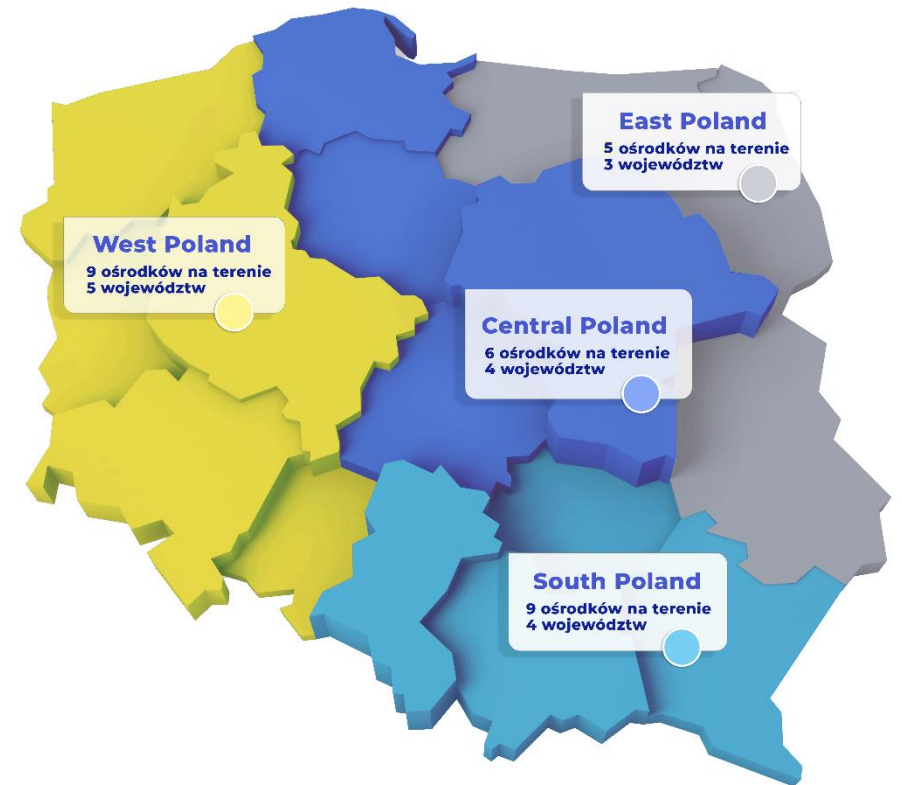 East Poland
5 ośrodków na terenie
3 województw
West Poland
9 ośrodków na terenie
5 województw
Central Poland
6 ośrodków na terenie
4 województw
South Poland
9 ośrodków na terenie
4 województw